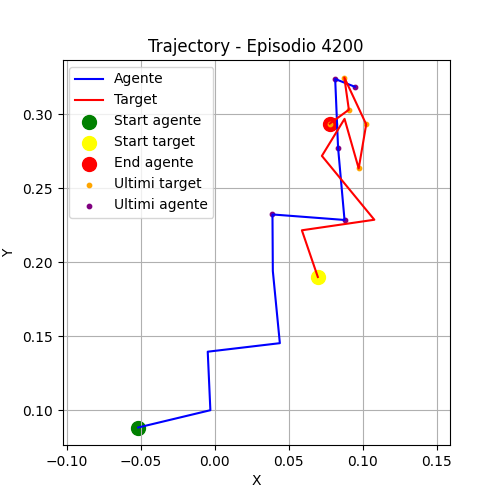 Trajectory - Episodio 4200
Agente
Target
Start agente
Start target
End agente
Ultimi target
Ultimi agente
Y
0.30
0.25
0.20
0.15
0.10
−0.10
−0.05
0.00
0.05
0.10
0.15
X